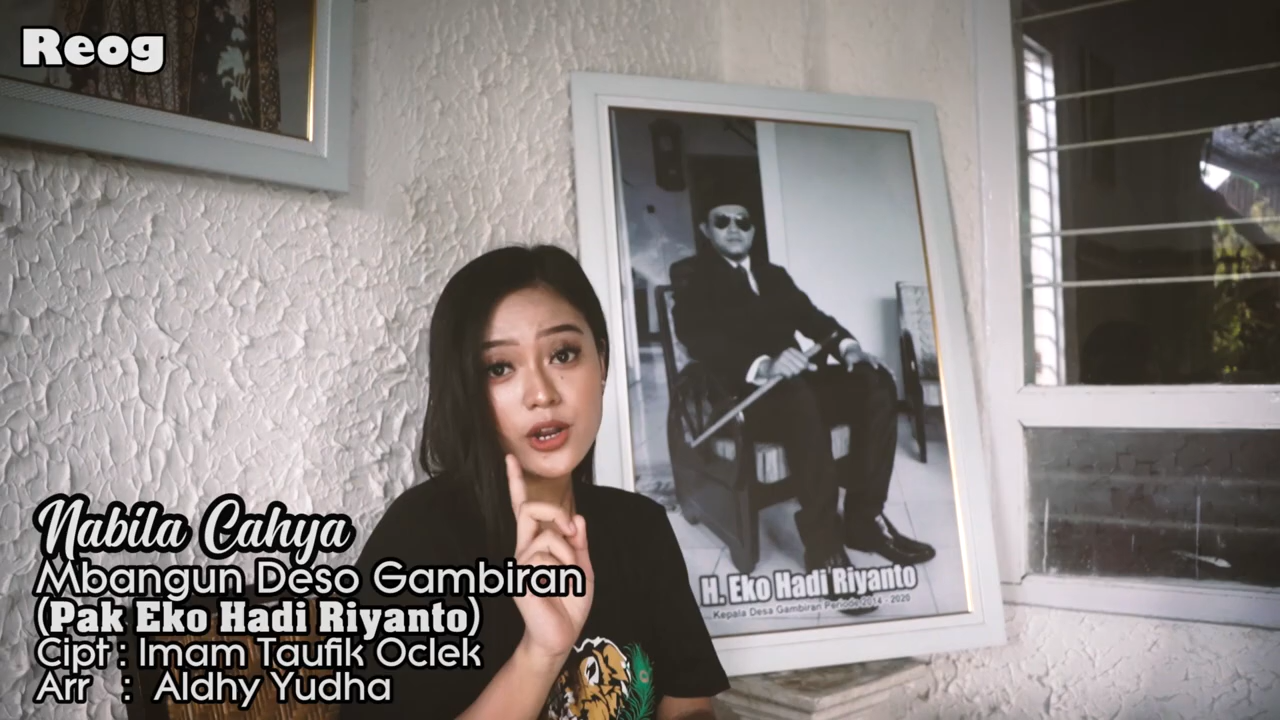 Reog
H. Eko Hadi Riyanto
Kepala Desa Gambiran Periode 2014 - 2020
Nabila Cahya
Mbangun Deso Gambiran
(Pak Eko Hadi Riyanto)
Cipt : Imam Taufik Oclek
Arr : Aldhy Yudha